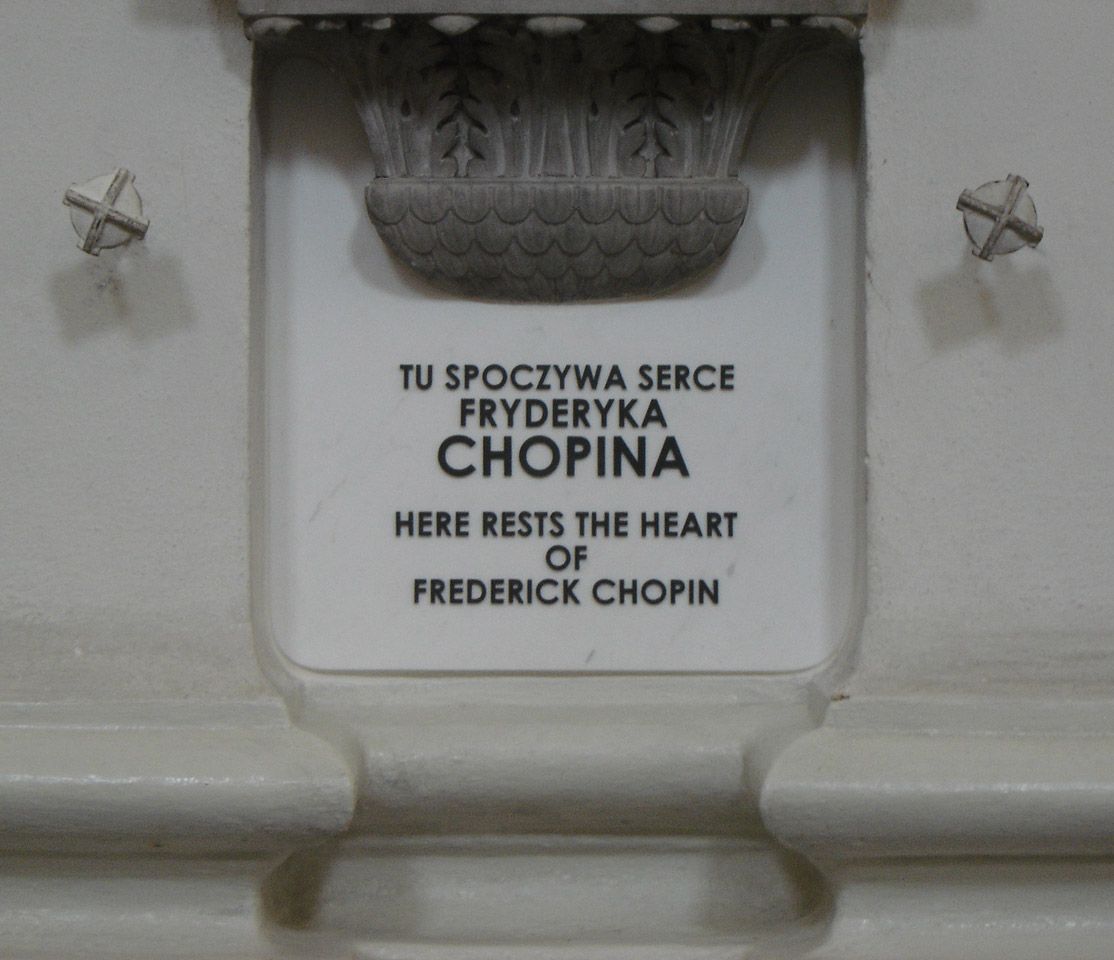 TU SPOCZYWA SERCE
FRYDERYKA
CHOPINA
HERE RESTS THE HEART
OF
FREDERICK CHOPIN